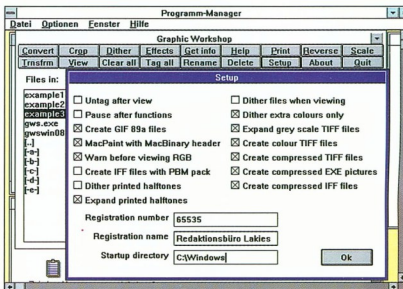 Programm-Manager
Datei Optionen Fenster Hilfe
Graphic Workshop
Convert Crop Dither Effects Get info Help Print Reverse Scale
Trnsfrm View Clear all Tag all Rename Delete Setup About Quit
Files in:
example1
example2
example3
gws.exe
gwswin08
[..]
[-a-]
[-b-]
[-c-]
[-d-]
[-e-]
Setup
Untag after view
Pause after functions
Create GIF 89a files
MacPaint with MacBinary header
Warn before viewing RGB
Create IFF files with PBM pack
Dither printed halftones
Expand printed halftones
Dither files when viewing
Dither extra colours only
Expand grey scale TIFF files
Create colour TIFF files
Create compressed TIFF files
Create compressed EXE pictures
Create compressed IFF files
Registration number 65535
Registration name Redaktionsbüro Lakies
Startup directory C:\Windows
Ok